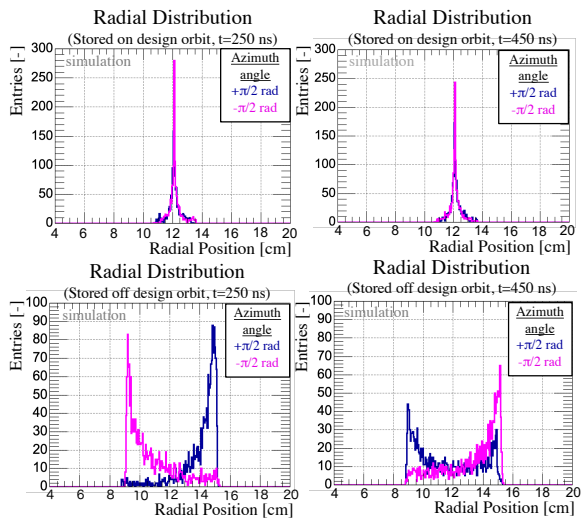 Radial Distribution
(Stored on design orbit, t=250 ns)
Entries [-]
300
250
200
150
100
50
0
simulation
Azimuth
angle
+π/2 rad
-π/2 rad
4 6 8 10 12 14 16 18 20
Radial Position [cm]
Radial Distribution
(Stored on design orbit, t=450 ns)
Entries [-]
300
250
200
150
100
50
0
simulation
Azimuth
angle
+π/2 rad
-π/2 rad
4 6 8 10 12 14 16 18 20
Radial Position [cm]
Radial Distribution
(Stored off design orbit, t=250 ns)
Entries [-]
100
90
80
70
60
50
40
30
20
10
0
simulation
Azimuth
angle
+π/2 rad
-π/2 rad
4 6 8 10 12 14 16 18 20
Radial Position [cm]
Radial Distribution
(Stored off design orbit, t=450 ns)
Entries [-]
100
90
80
70
60
50
40
30
20
10
0
simulation
Azimuth
angle
+π/2 rad
-π/2 rad
4 6 8 10 12 14 16 18 20
Radial Position [cm]